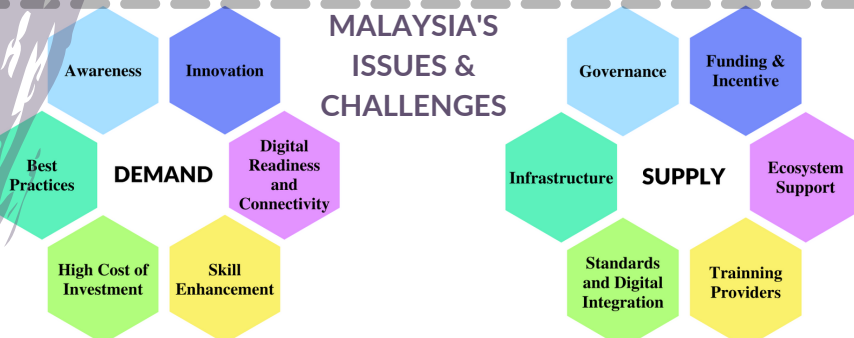 MALAYSIA'S
ISSUES &
CHALLENGES
Awareness
Innovation
Best
Practices
DEMAND
Digital
Readiness
and
Connectivity
High Cost of
Investment
Skill
Enhancement
Governance
Funding &
Incentive
Infrastructure
SUPPLY
Ecosystem
Support
Standards
and Digital
Integration
Trainning
Providers